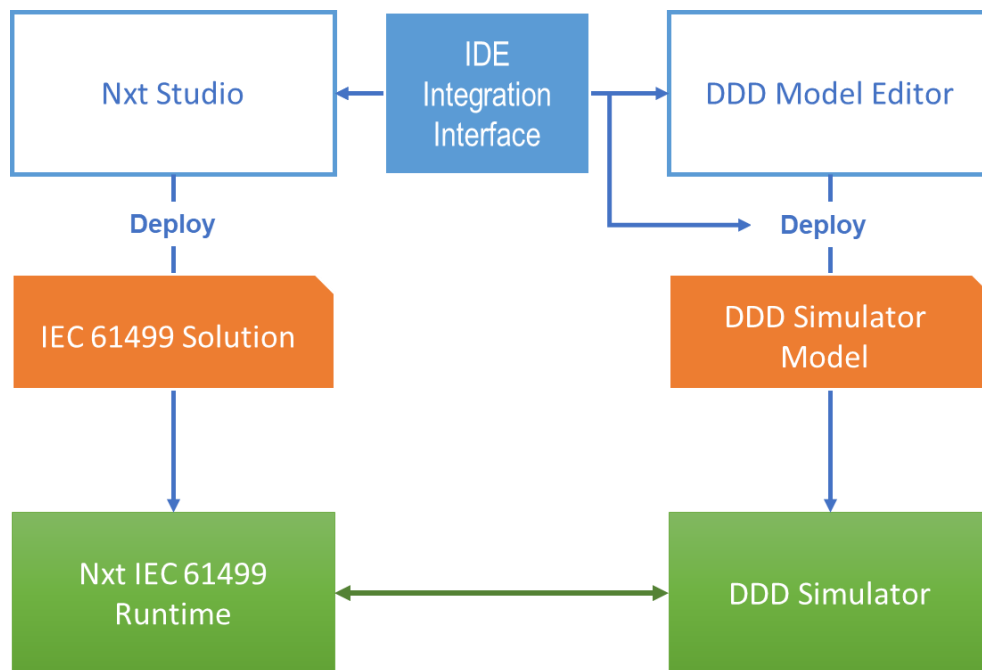 Nxt Studio
IDE
Integration
Interface
DDD Model Editor
Deploy
Deploy
IEC 61499 Solution
DDD Simulator
Model
Nxt IEC 61499
Runtime
DDD Simulator